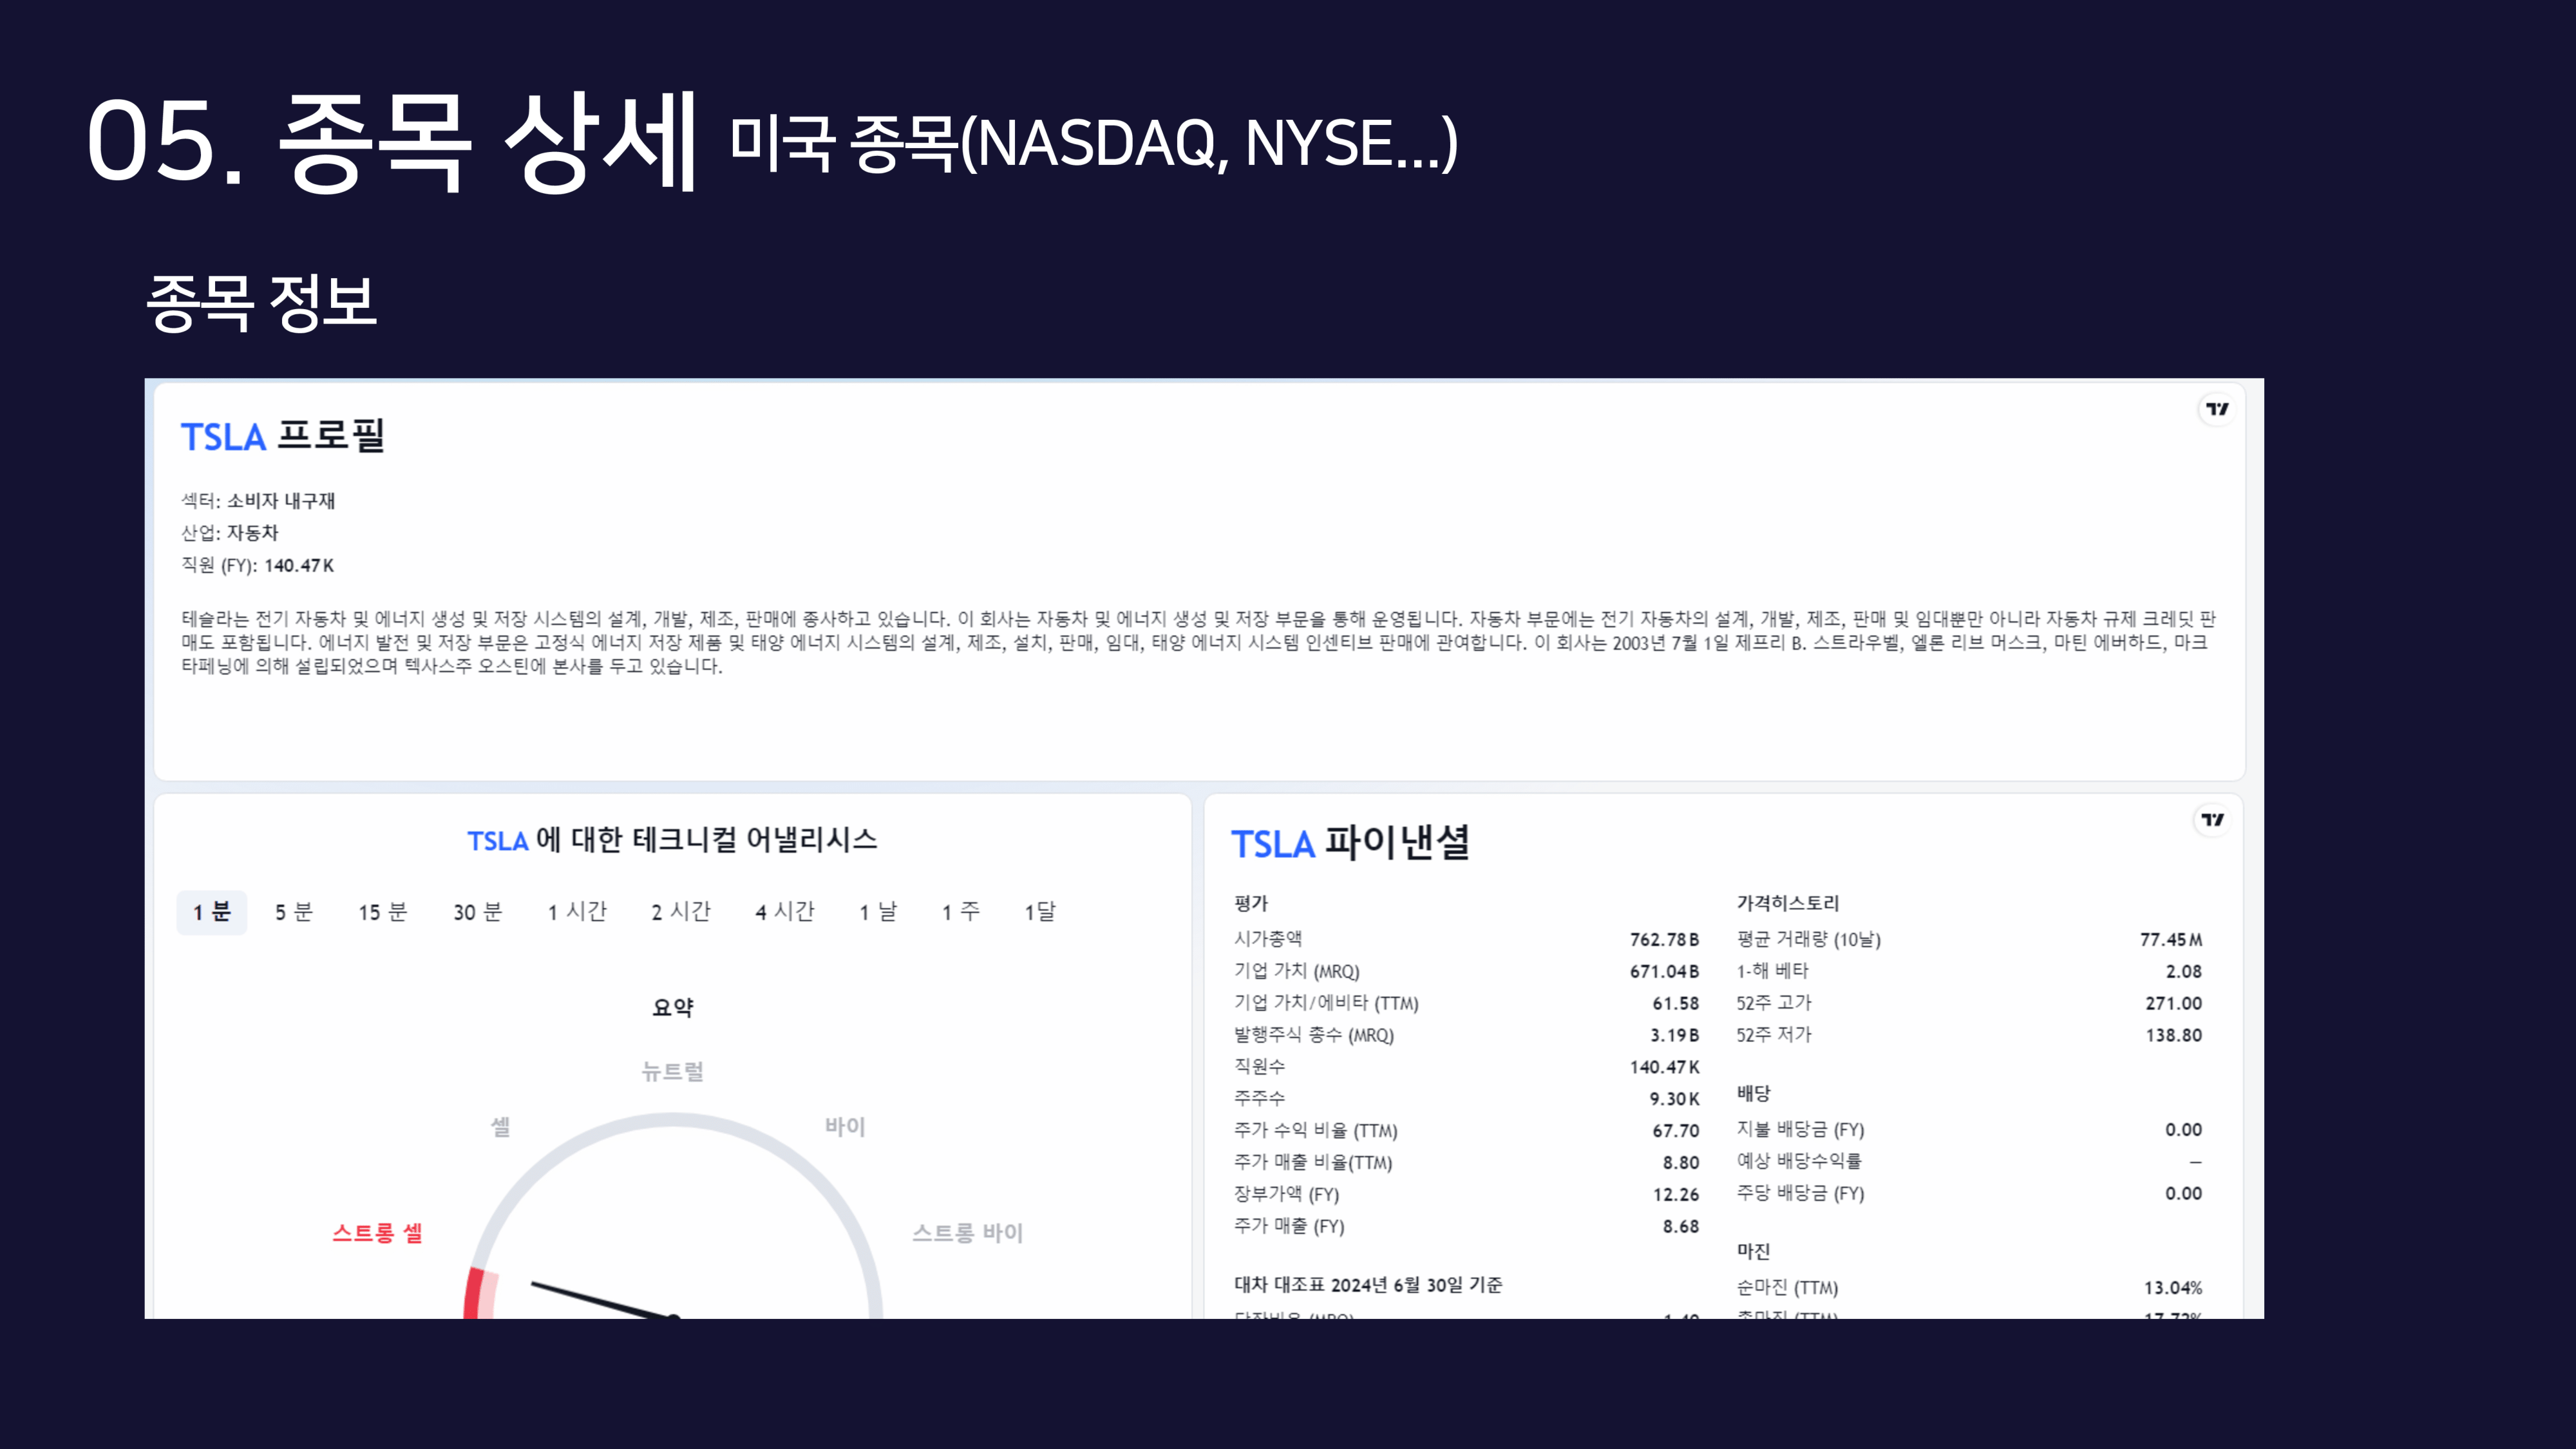 05. 종목 상세 미국 종목(NASDAQ, NYSE...)
종목 정보
TSLA 프로필
섹터: 소비자 내구재
산업: 자동차
직원 (FY): 140.47K
테슬라는 전기 자동차 및 에너지 생성 및 저장 시스템의 설계, 개발, 제조, 판매에 종사하고 있습니다. 이 회사는 자동차 및 에너지 생성 및 저장 부문을 통해 운영됩니다. 자동차 부문에는 전기 자동차의 설계, 개발, 제조, 판매 및 임대뿐만 아니라 자동차 규제 크레딧 판
매도 포함됩니다. 에너지 발전 및 저장 부문은 고정식 에너지 저장 제품 및 태양 에너지 시스템의 설계, 제조, 설치, 판매, 임대, 태양 에너지 시스템 인센티브 판매에 관여합니다. 이 회사는 2003년 7월 1일 제프리 B. 스트라우벨, 엘론 리브 머스크, 마틴 에버하드, 마크
타페닝에 의해 설립되었으며 텍사스주 오스틴에 본사를 두고 있습니다.
TSLA 에 대한 테크니컬 어낼리시스
1 분 5 분 15 분 30 분 1 시간 2 시간 4 시간 1 날 1 주 1달
요약
뉴트럴
셀 바이
스트롱 셀 스트롱 바이
TSLA 파이낸셜
평가
시가총액 762.78B
기업 가치 (MRQ) 671.04B
기업 가치/에비타 (TTM) 61.58
발행주식 총수 (MRQ) 3.19B
직원수 140.47K
주주수 9.30K
주가 수익 비율 (TTM) 67.70
주가 매출 비율(TTM) 8.80
장부가액 (FY) 12.26
주가 매출 (FY) 8.68
대차 대조표 2024년 6월 30일 기준
가격히스토리
평균 거래량 (10날) 77.45M
1-해 베타 2.08
52주 고가 271.00
52주 저가 138.80
배당
지불 배당금 (FY) 0.00
예상 배당수익률 —
주당 배당금 (FY) 0.00
마진
순마진 (TTM) 13.04%